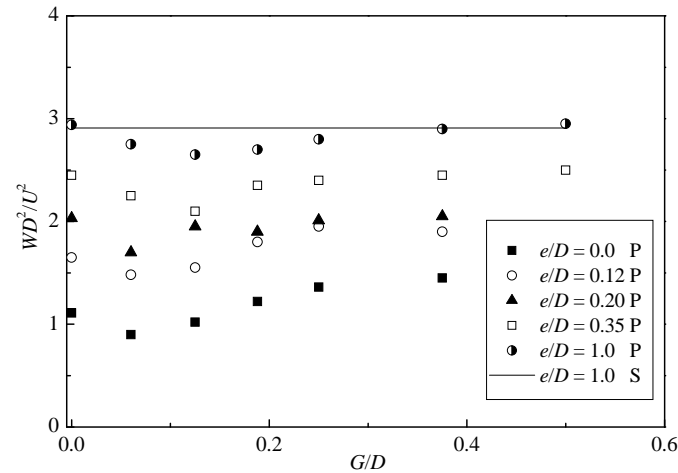 4
3
2
1
0
0.0
0.2
0.4
0.6
WD²/U²
G/D
e/D = 0.0 P
e/D = 0.12 P
e/D = 0.20 P
e/D = 0.35 P
e/D = 1.0 P
e/D = 1.0 S